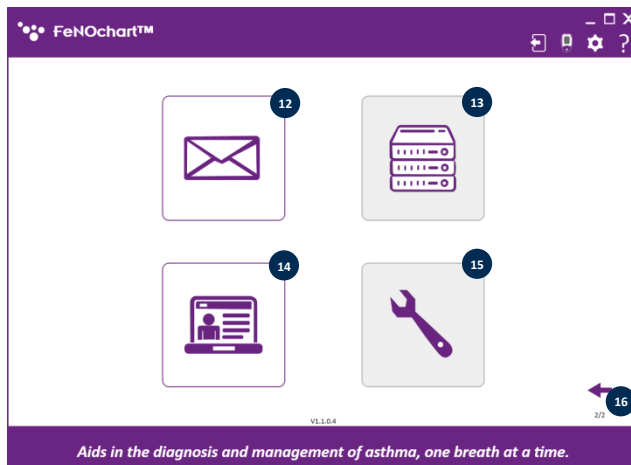 FeNOchart™
?
12
13
14
15
16
2/2
V1.1.0.4
Aids in the diagnosis and management of asthma, one breath at a time.